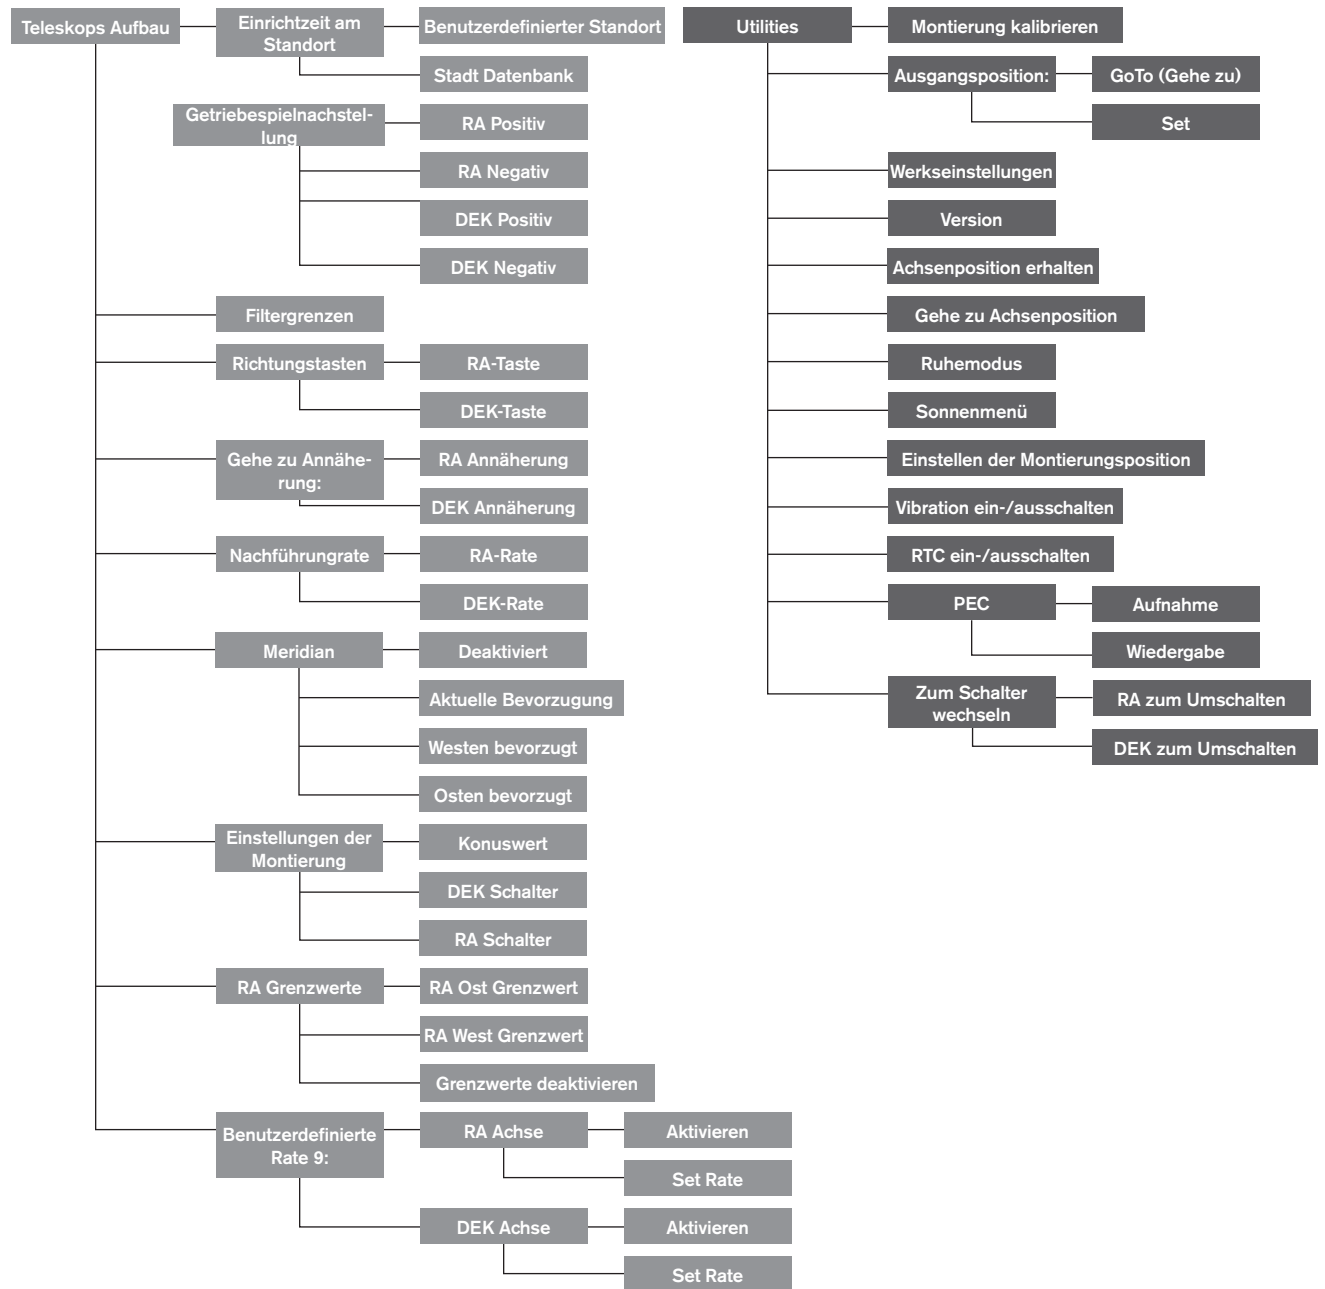 Teleskops Aufbau
Einrichtzeit am
Standort
Benutzerdefinierter Standort
Stadt Datenbank
Getriebespielnachstel-
lung
RA Positiv
RA Negativ
DEK Positiv
DEK Negativ
Filtergrenzen
Richtungstasten
RA-Taste
DEK-Taste
Gehe zu Annähe-
rung:
RA Annäherung
DEK Annäherung
Nachführungrate
RA-Rate
DEK-Rate
Meridian
Deaktiviert
Aktuelle Bevorzugung
Westen bevorzugt
Osten bevorzugt
Einstellungen der
Montierung
Konuswert
DEK Schalter
RA Schalter
RA Grenzwerte
RA Ost Grenzwert
RA West Grenzwert
Grenzwerte deaktivieren
Benutzerdefinierte
Rate 9:
RA Achse
Aktivieren
Set Rate
DEK Achse
Aktivieren
Set Rate
Utilities
Montierung kalibrieren
Ausgangsposition:
GoTo (Gehe zu)
Set
Werkseinstellungen
Version
Achsenposition erhalten
Gehe zu Achsenposition
Ruhemodus
Sonnenmenü
Einstellen der Montierungsposition
Vibration ein-/ausschalten
RTC ein-/ausschalten
PEC
Aufnahme
Wiedergabe
Zum Schalter
wechseln
RA zum Umschalten
DEK zum Umschalten